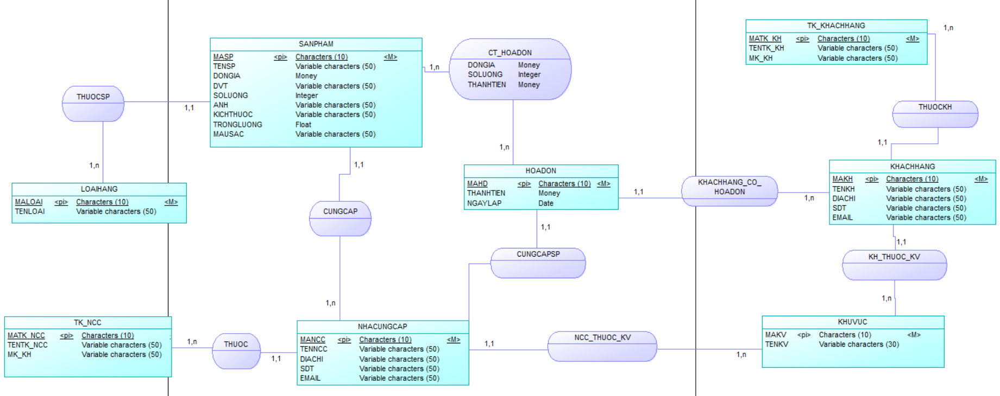 TK_KHACHHANG
MATK_KH <pi> Characters (10) <M>
TENTK_KH Variable characters (50)
MK_KH Variable characters (50)
1,n
SANPHAM
MASP <pi> Characters (10) <M>
TENSP Variable characters (50)
DONGIA Money
DVT Variable characters (50)
SOLUONG Integer
ANH Variable characters (50)
KICHTHUOC Variable characters (50)
TRONGLUONG Float
MAUSAC Variable characters (50)
1,n
CT_HOADON
DONGIA Money
SOLUONG Integer
THANHTIEN Money
THUOCSP
1,1
THUOCKH
1,1
1,n
1,n
1,1
LOAIHANG
MALOAI <pi> Characters (10) <M>
TENLOAI Variable characters (50)
HOADON
MAHD <pi> Characters (10) <M>
THANHTIEN Money
NGAYLAP Date
1,1
KHACHHANG_CO_
HOADON
1,n
KHACHHANG
MAKH <pi> Characters (10) <M>
TENKH Variable characters (50)
DIACHI Variable characters (50)
SDT Variable characters (50)
EMAIL Variable characters (50)
CUNGCAP
1,1
1,1
CUNGCAPSP
KH_THUOC_KV
1,n
1,n
TK_NCC
MATK_NCC <pi> Characters (10)
TENTK_NCC Variable characters (50)
MK_KH Variable characters (50)
1,n
THUOC
1,1
NHACUNGCAP
MANCC <pi> Characters (10) <M>
TENNCC Variable characters (50)
DIACHI Variable characters (50)
SDT Variable characters (50)
EMAIL Variable characters (50)
1,1
NCC_THUOC_KV
1,n
KHUVUC
MAKV <pi> Characters (10) <M>
TENKV Variable characters (30)